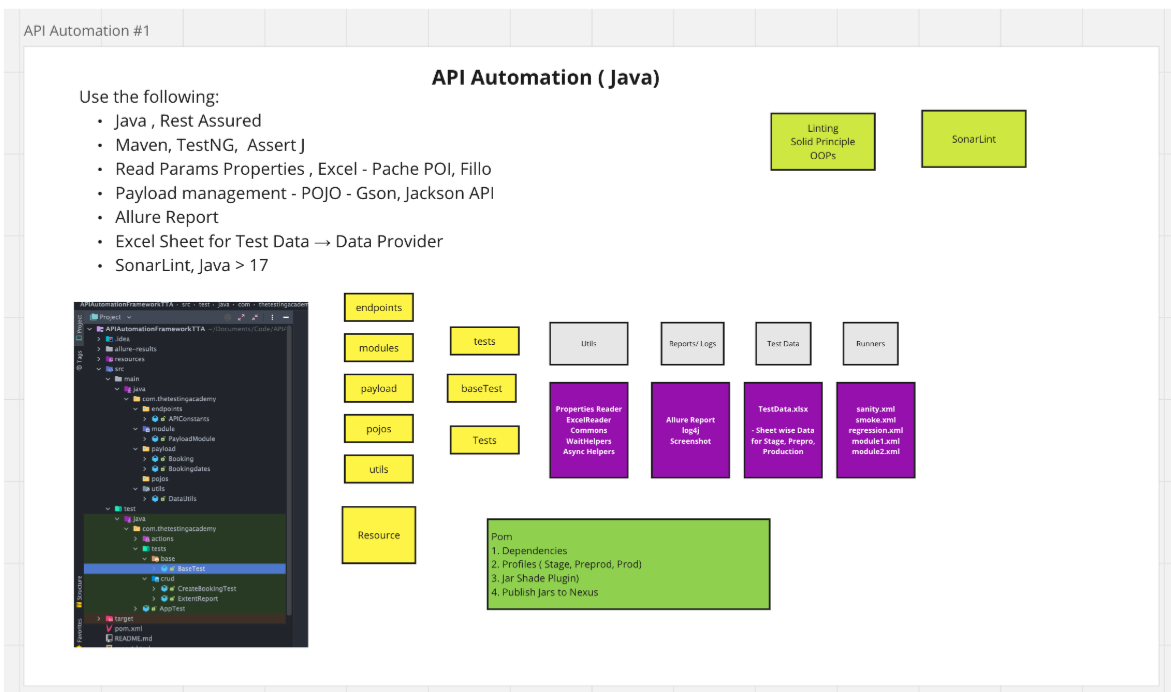 API Automation #1
API Automation ( Java)
Use the following:
• Java , Rest Assured
• Maven, TestNG, Assert J
• Read Params Properties , Excel - Pache POI, Fillo
• Payload management - POJO - Gson, Jackson API
• Allure Report
• Excel Sheet for Test Data → Data Provider
• SonarLint, Java > 17
Linting
Solid Principle
OOPs
SonarLint
APIAutomationFrameworkTTA - src - test - java - com - thetestingacadem
Project
APIAutomationFrameworkTTA ~/Documents/Code/API
.idea
allure-results
resources
src
main
java
com.thetestingacademy
endpoints
APIConstants
module
PayloadModule
payload
Booking
Bookingdates
pojos
utils
DataUtils
test
java
com.thetestingacademy
actions
tests
base
BaseTest
crud
CreateBookingTest
ExtentReport
AppTest
target
pom.xml
README.md
Project
Tags
Structure
Favorites
endpoints
modules
payload
pojos
utils
Resource
tests
baseTest
Tests
Utils
Reports/ Logs
Test Data
Runners
Properties Reader
ExcelReader
Commons
WaitHelpers
Async Helpers
Allure Report
log4j
Screenshot
TestData.xlsx
- Sheet wise Data
for Stage, Prepro,
Production
sanity.xml
smoke.xml
regression.xml
module1.xml
module2.xml
Pom
1. Dependencies
2. Profiles ( Stage, Preprod, Prod)
3. Jar Shade Plugin)
4. Publish Jars to Nexus